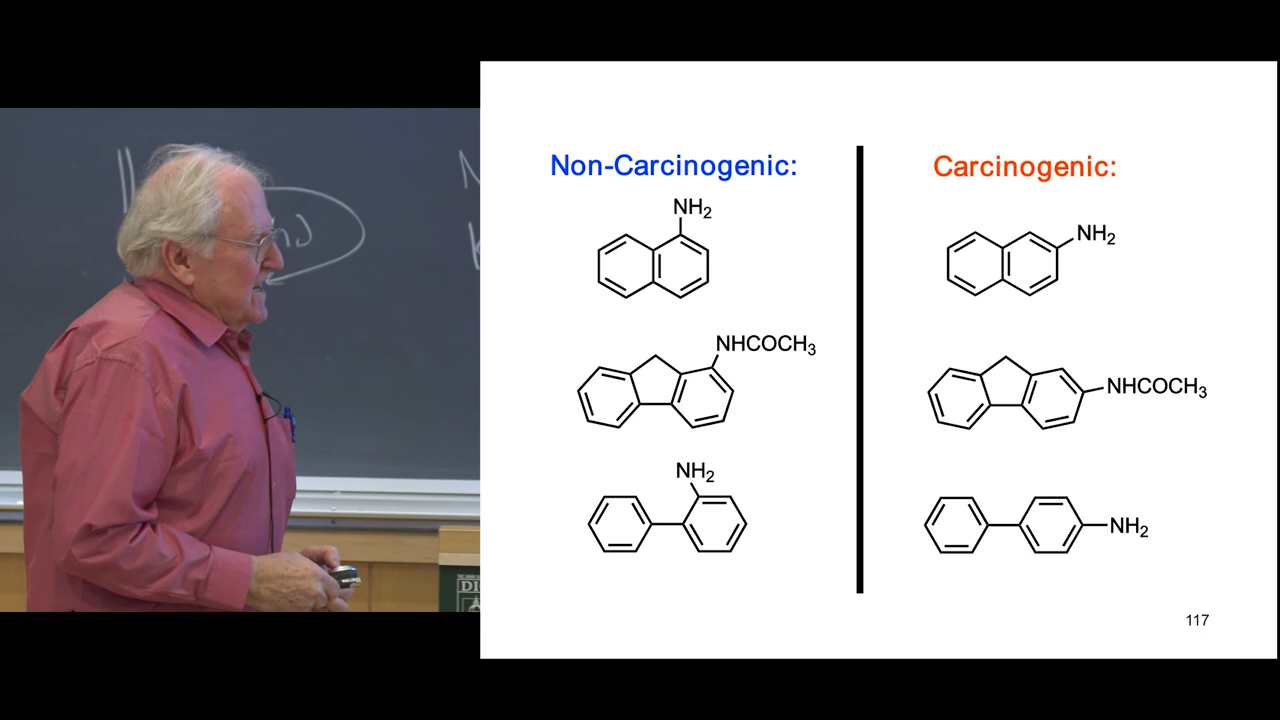 Non-Carcinogenic:
NH2
NHCOCH3
NH2
Carcinogenic:
NH2
NHCOCH3
NH2
117